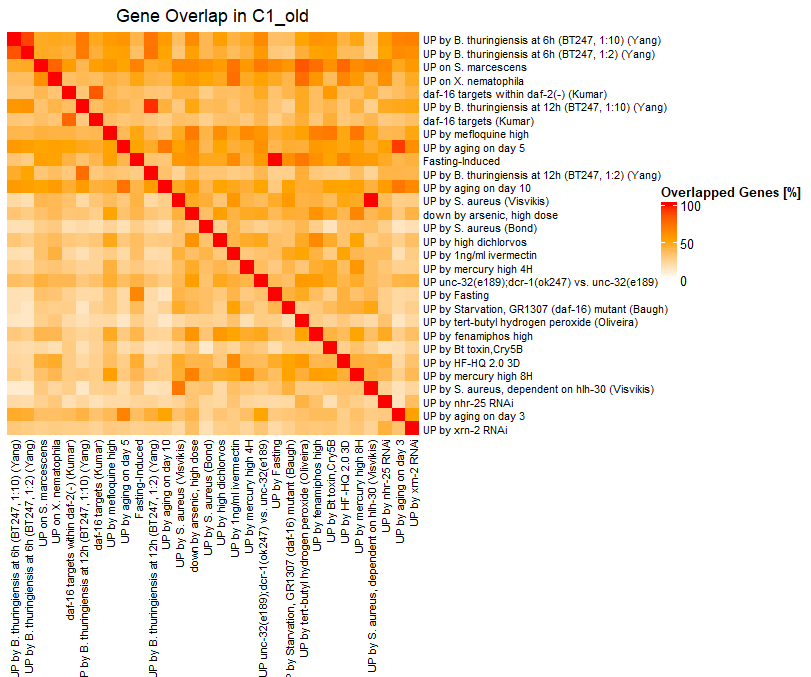 Gene Overlap in C1_old
UP by B. thuringiensis at 6h (BT247, 1:10) (Yang)
UP by B. thuringiensis at 6h (BT247, 1:2) (Yang)
UP on S. marcescens
UP on X. nematophila
daf-16 targets within daf-2(-) (Kumar)
UP by B. thuringiensis at 12h (BT247, 1:10) (Yang)
daf-16 targets (Kumar)
UP by mefloquine high
UP by aging on day 5
Fasting-Induced
UP by B. thuringiensis at 12h (BT247, 1:2) (Yang)
UP by aging on day 10
UP by S. aureus (Visvikis)
down by arsenic, high dose
UP by S. aureus (Bond)
UP by high dichlorvos
UP by 1ng/ml ivermectin
UP by mercury high 4H
UP unc-32(e189);dcr-1(ok247) vs. unc-32(e189)
UP by Fasting
UP by Starvation, GR1307 (daf-16) mutant (Baugh)
UP by tert-butyl hydrogen peroxide (Oliveira)
UP by fenamiphos high
UP by Bt toxin,Cry5B
UP by HF-HQ 2.0 3D
UP by mercury high 8H
UP by S. aureus, dependent on hlh-30 (Visvikis)
UP by nhr-25 RNAi
UP by aging on day 3
UP by xrn-2 RNAi
Overlapped Genes [%]
100
50
0
UP by B. thuringiensis at 6h (BT247, 1:10) (Yang)
UP by B. thuringiensis at 6h (BT247, 1:2) (Yang)
UP on S. marcescens
UP on X. nematophila
daf-16 targets within daf-2(-) (Kumar)
UP by B. thuringiensis at 12h (BT247, 1:10) (Yang)
daf-16 targets (Kumar)
UP by mefloquine high
UP by aging on day 5
Fasting-Induced
UP by B. thuringiensis at 12h (BT247, 1:2) (Yang)
UP by aging on day 10
UP by S. aureus (Visvikis)
down by arsenic, high dose
UP by S. aureus (Bond)
UP by high dichlorvos
UP by 1ng/ml ivermectin
UP by mercury high 4H
UP unc-32(e189);dcr-1(ok247) vs. unc-32(e189)
UP by Fasting
by Starvation, GR1307 (daf-16) mutant (Baugh)
UP by tert-butyl hydrogen peroxide (Oliveira)
UP by fenamiphos high
UP by Bt toxin,Cry5B
UP by HF-HQ 2.0 3D
UP by mercury high 8H
UP by S. aureus, dependent on hlh-30 (Visvikis)
UP by nhr-25 RNAi
UP by aging on day 3
UP by xrn-2 RNAi